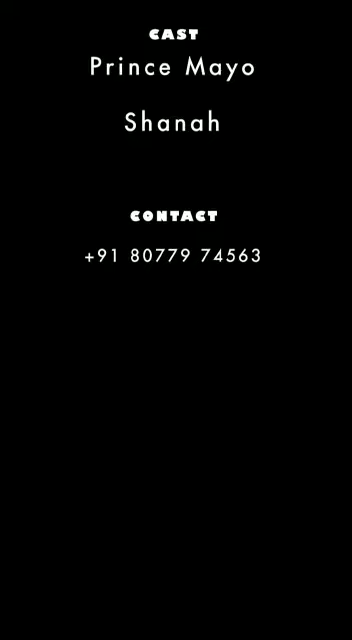 CAST
Prince Mayo
Shanah
CONTACT
+91 80779 74563